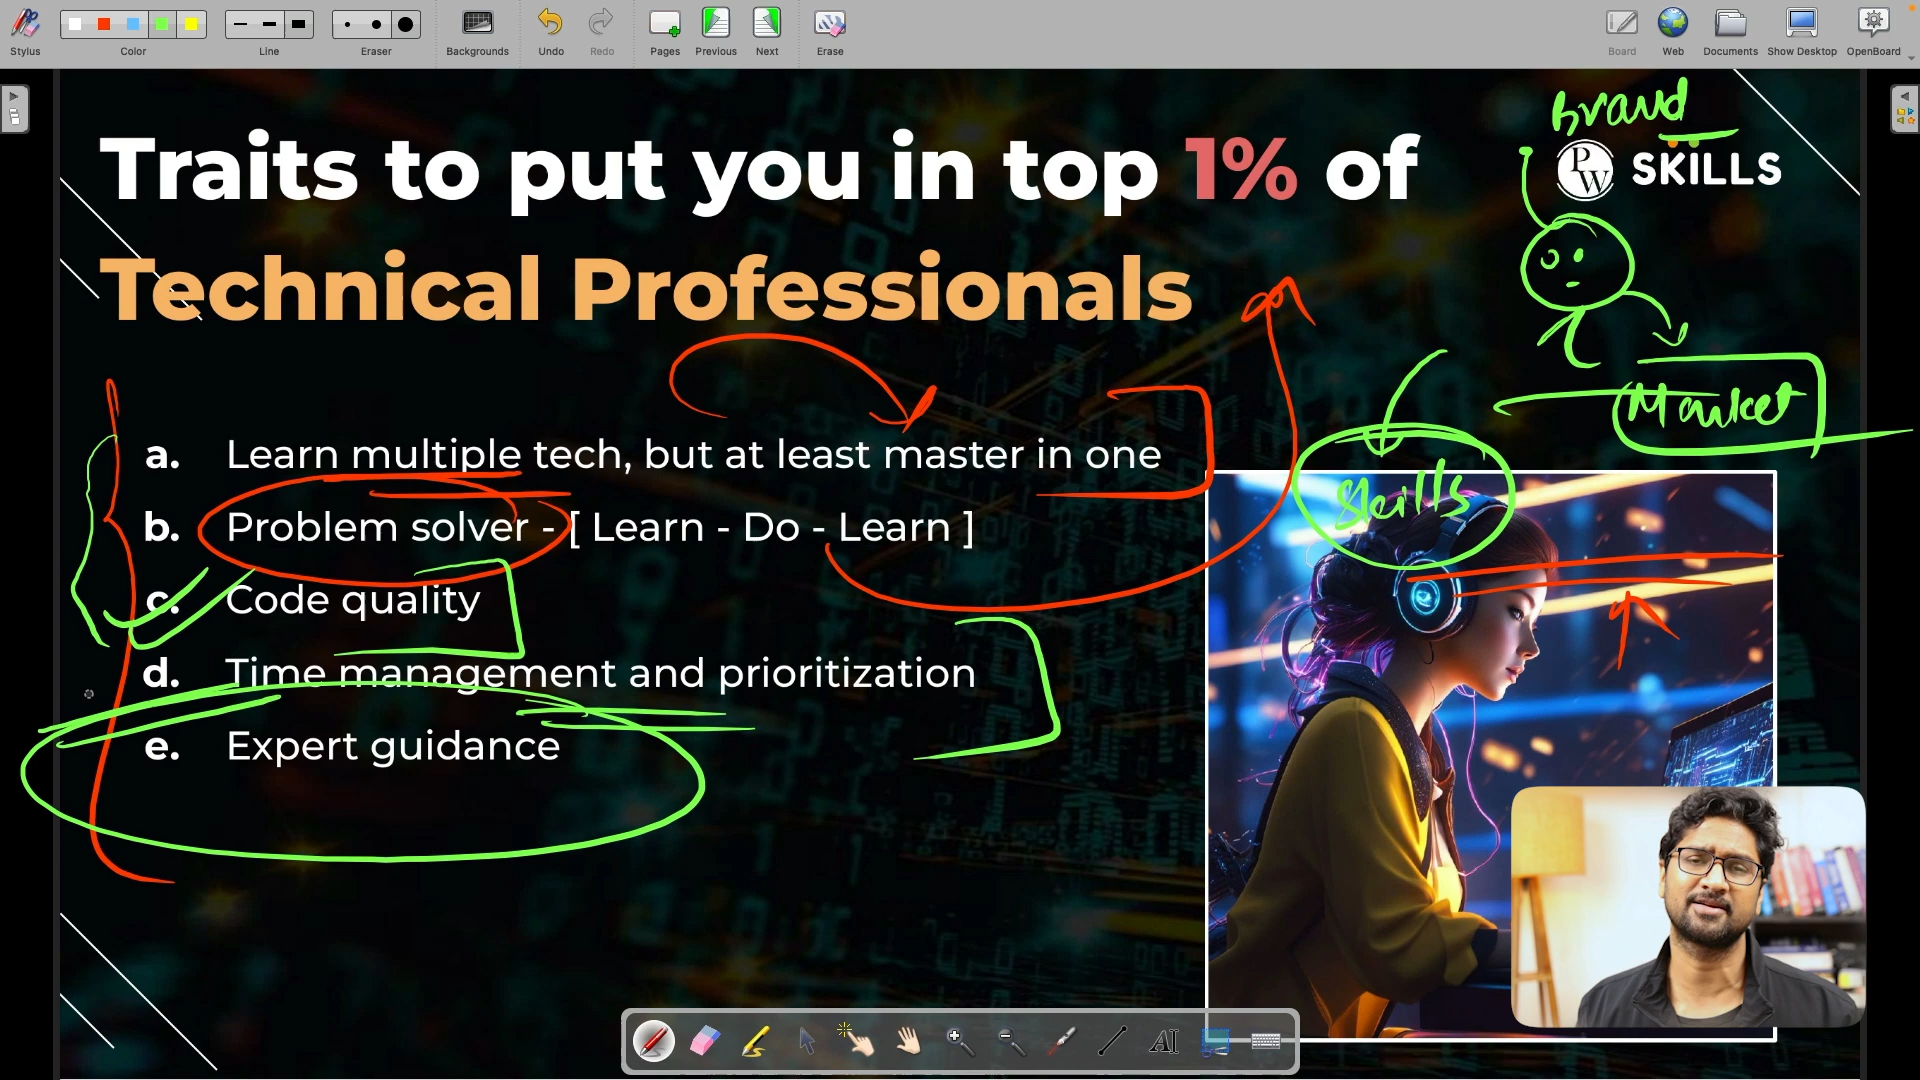 Stylus
Color
Line
Eraser
Backgrounds
Undo
Redo
Pages
Previous
Next
Erase
Board
Web
Documents
Show Desktop
OpenBoard
brand
Traits to put you in top 1% of
Technical Professionals
PW SKILLS
Market
Skills
a. Learn multiple tech, but at least master in one
b. Problem solver - [ Learn - Do - Learn ]
c. Code quality
d. Time management and prioritization
e. Expert guidance
AI